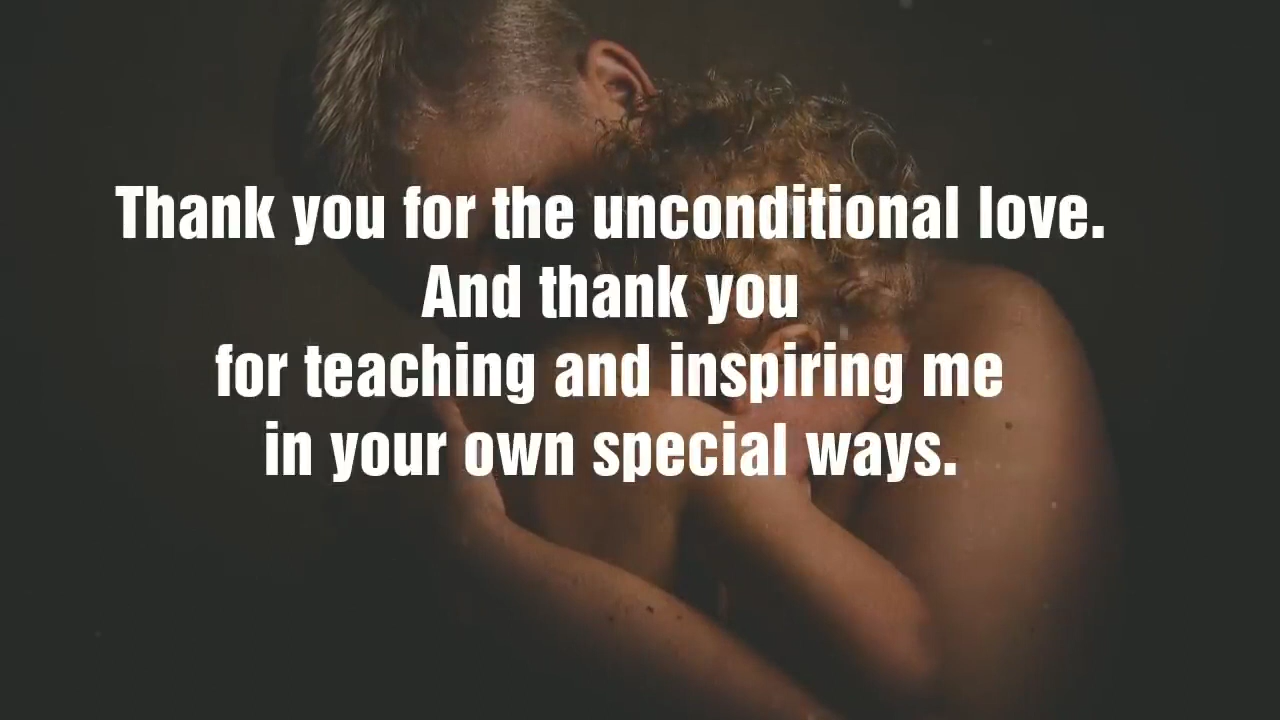 Thank you for the unconditional love.
And thank you
for teaching and inspiring me
in your own special ways.